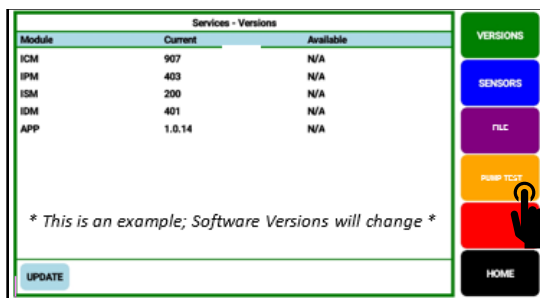 Services - Versions
Module Current Available
ICM 907 N/A
IPM 403 N/A
ISM 200 N/A
IDM 401 N/A
APP 1.0.14 N/A
* This is an example; Software Versions will change *
UPDATE
VERSIONS
SENSORS
FILE
PUMP TEST
HOME